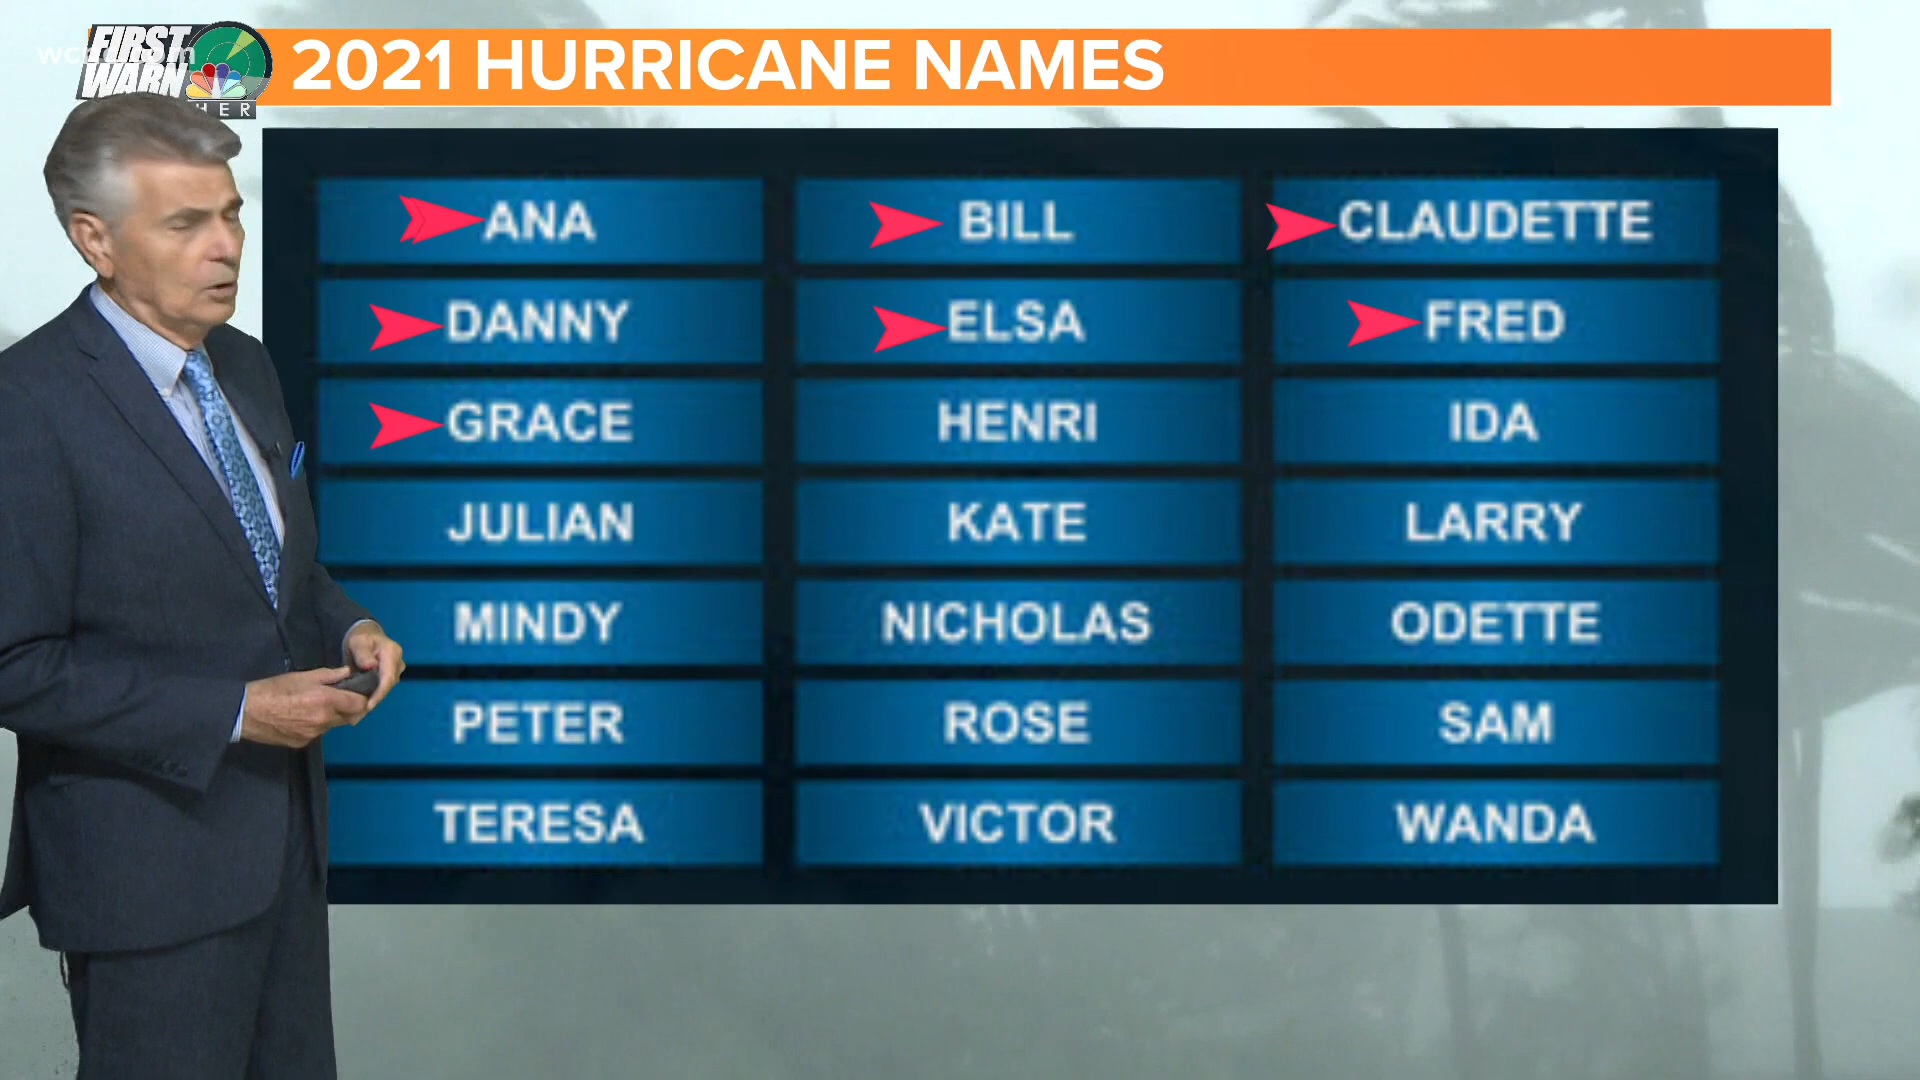 FIRST
WARN
HER
2021 HURRICANE NAMES
ANA BILL CLAUDETTE
DANNY ELSA FRED
GRACE HENRI IDA
JULIAN KATE LARRY
MINDY NICHOLAS ODETTE
PETER ROSE SAM
TERESA VICTOR WANDA